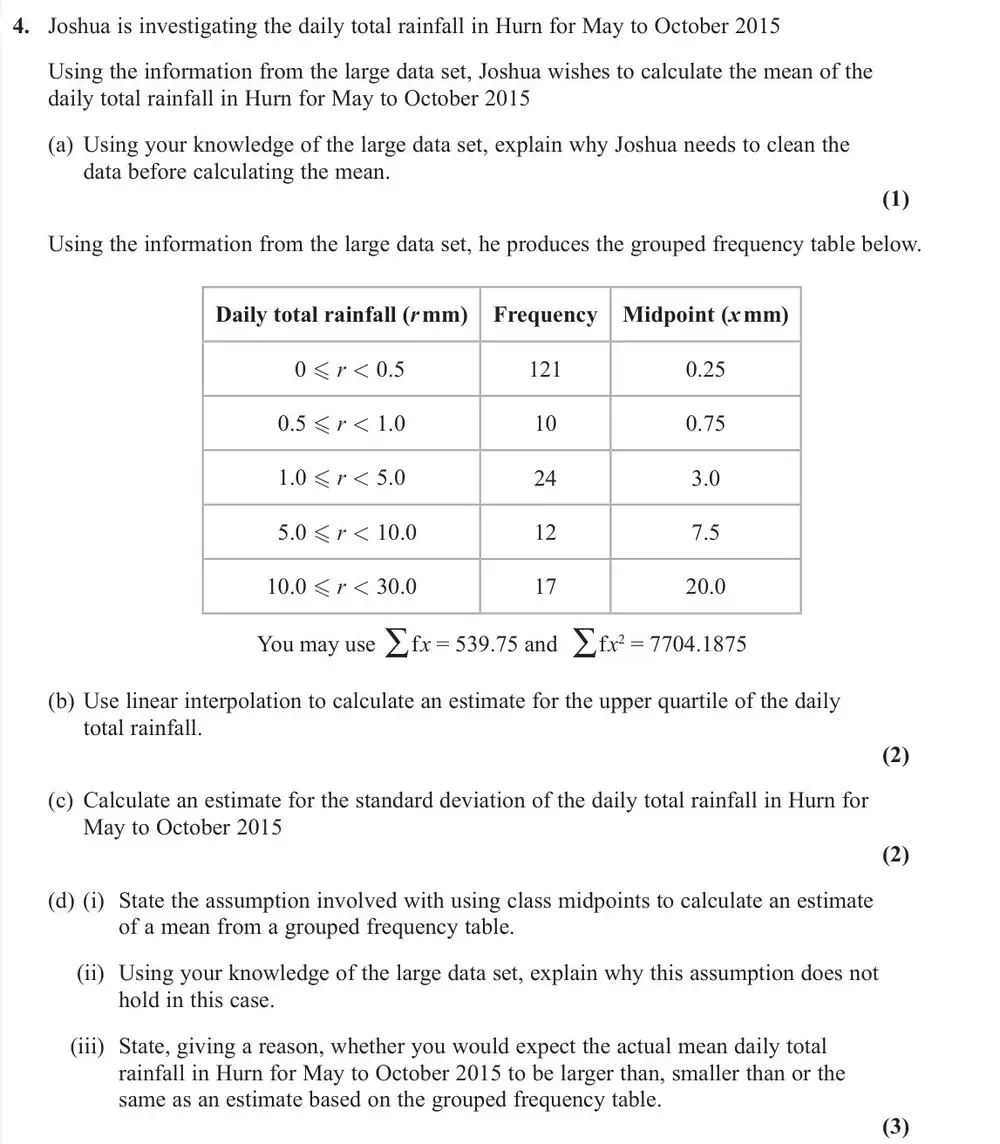 4. Joshua is investigating the daily total rainfall in Hurn for May to October 2015
Using the information from the large data set, Joshua wishes to calculate the mean of the
daily total rainfall in Hurn for May to October 2015
(a) Using your knowledge of the large data set, explain why Joshua needs to clean the
data before calculating the mean.
(1)
Using the information from the large data set, he produces the grouped frequency table below.
Daily total rainfall (r mm) Frequency Midpoint (x mm)
0 ⩽ r < 0.5 121 0.25
0.5 ⩽ r < 1.0 10 0.75
1.0 ⩽ r < 5.0 24 3.0
5.0 ⩽ r < 10.0 12 7.5
10.0 ⩽ r < 30.0 17 20.0
You may use ∑fx = 539.75 and ∑fx² = 7704.1875
(b) Use linear interpolation to calculate an estimate for the upper quartile of the daily
total rainfall.
(2)
(c) Calculate an estimate for the standard deviation of the daily total rainfall in Hurn for
May to October 2015
(2)
(d) (i) State the assumption involved with using class midpoints to calculate an estimate
of a mean from a grouped frequency table.
(ii) Using your knowledge of the large data set, explain why this assumption does not
hold in this case.
(iii) State, giving a reason, whether you would expect the actual mean daily total
rainfall in Hurn for May to October 2015 to be larger than, smaller than or the
same as an estimate based on the grouped frequency table.
(3)